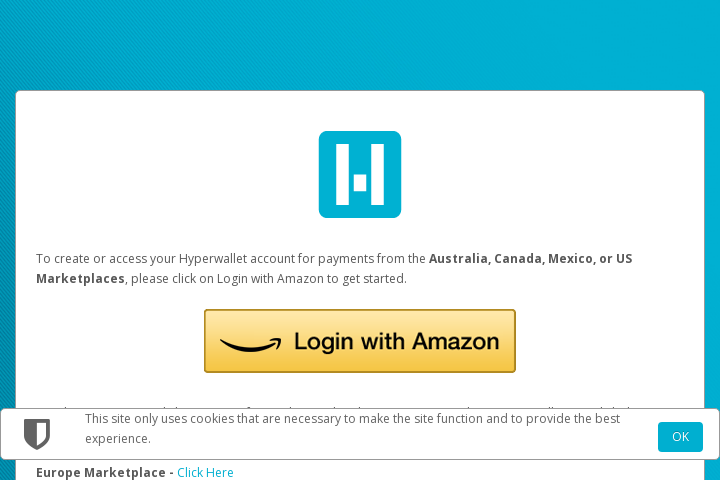 To create or access your Hyperwallet account for payments from the Australia, Canada, Mexico, or US
Marketplaces, please click on Login with Amazon to get started.
Login with Amazon
This site only uses cookies that are necessary to make the site function and to provide the best
experience.
OK
Europe Marketplace - Click Here